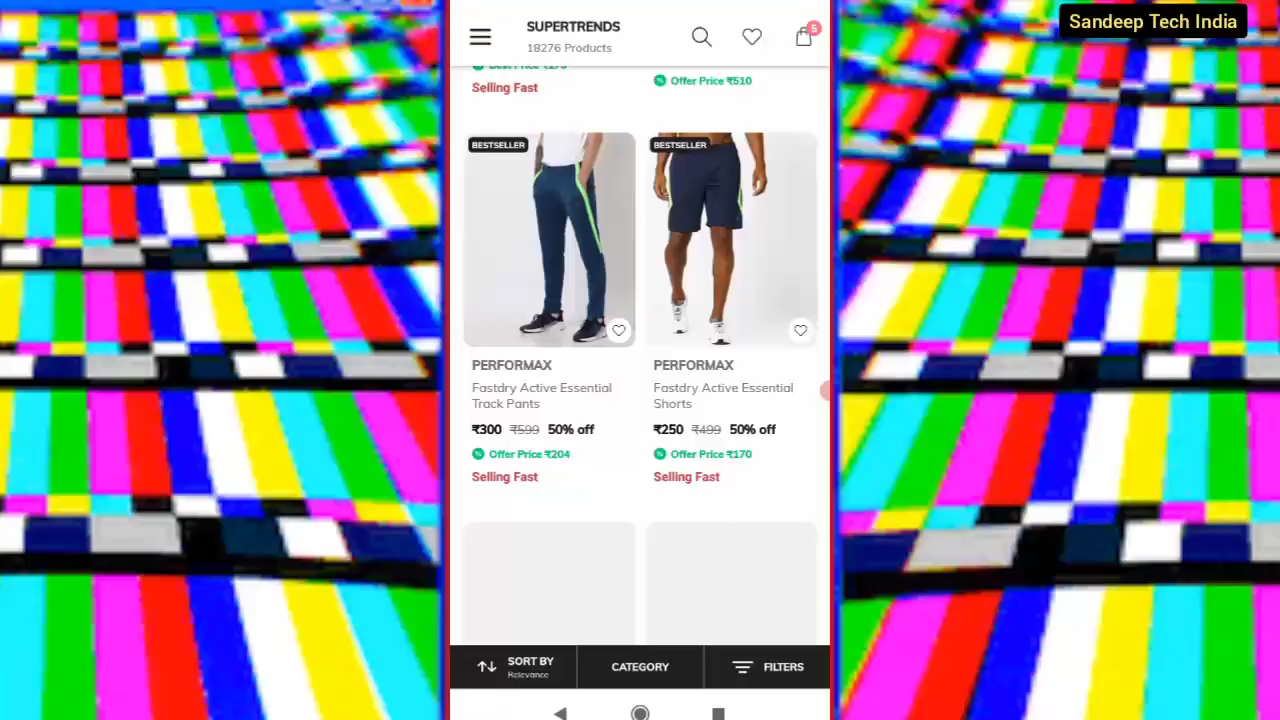 Sandeep Tech India
SUPERTRENDS
18276 Products
5
Selling Fast
Offer Price ₹510
BESTSELLER
BESTSELLER
PERFORMAX
Fastdry Active Essential
Track Pants
₹300 ₹599 50% off
Offer Price ₹204
Selling Fast
PERFORMAX
Fastdry Active Essential
Shorts
₹250 ₹499 50% off
Offer Price ₹170
Selling Fast
SORT BY
Relevance
CATEGORY
FILTERS